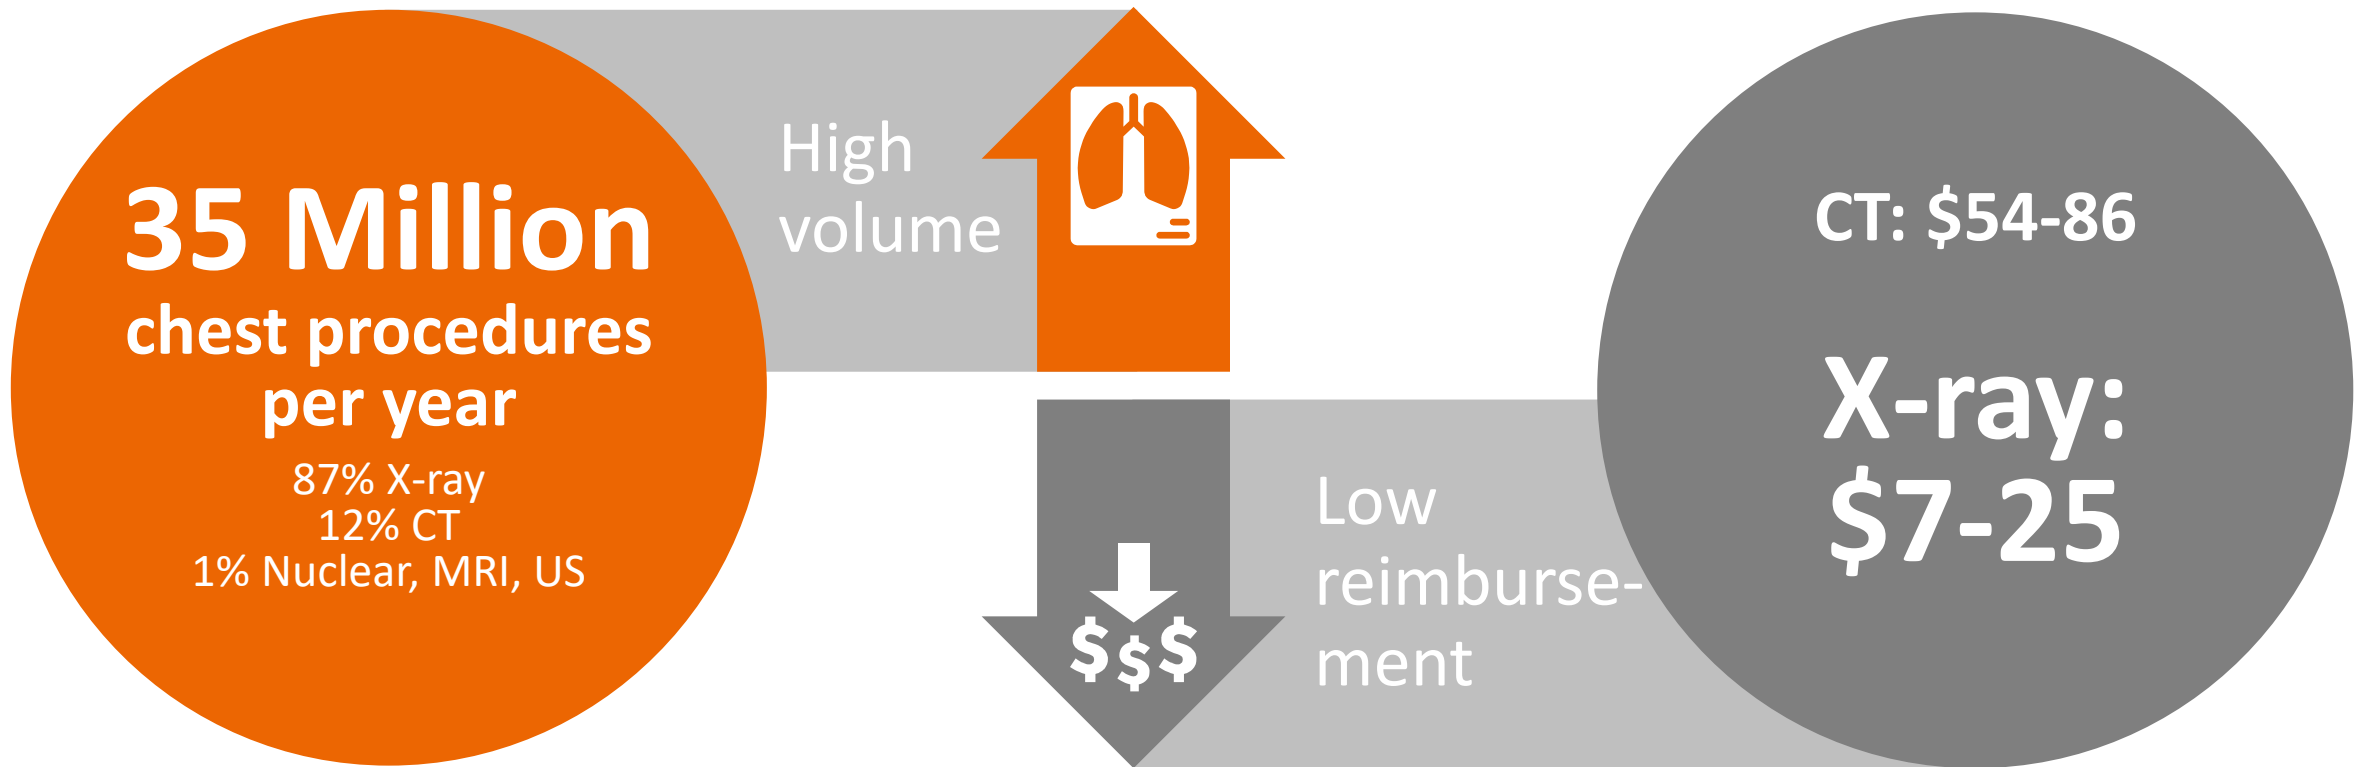 35 Million
chest procedures
per year
87% X-ray
12% CT
1% Nuclear, MRI, US
High
volume
$$$
Low
reimburse-
ment
CT: $54-86
X-ray:
$7-25